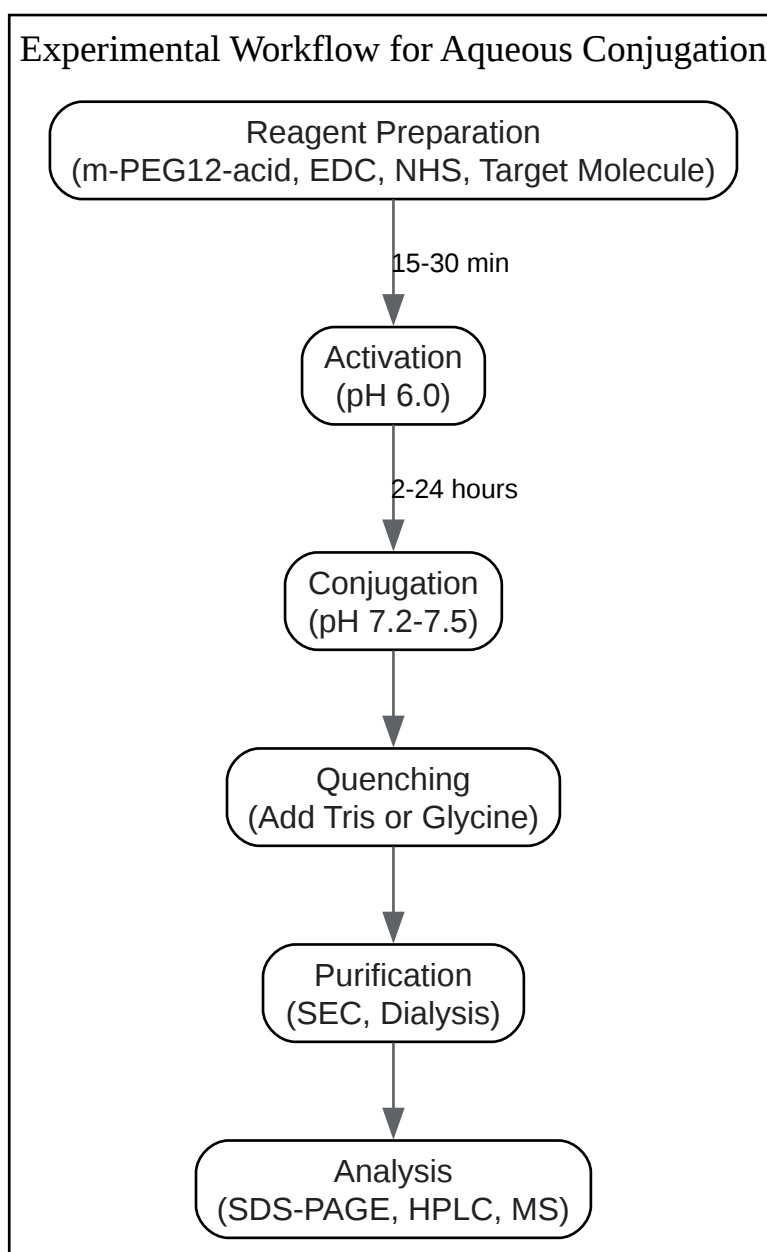 Experimental Workflow for Aqueous Conjugation
Reagent Preparation
(m-PEG12-acid, EDC, NHS, Target Molecule)
15-30 min
Activation
(pH 6.0)
2-24 hours
Conjugation
(pH 7.2-7.5)
Quenching
(Add Tris or Glycine)
Purification
(SEC, Dialysis)
Analysis
(SDS-PAGE, HPLC, MS)